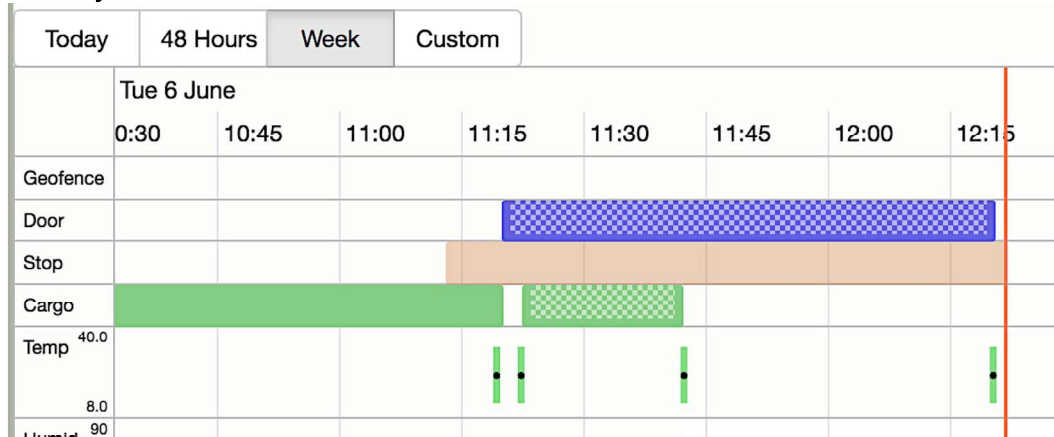 Today 48 Hours Week Custom
Tue 6 June
0:30 10:45 11:00 11:15 11:30 11:45 12:00 12:15
Geofence
Door
Stop
Cargo
40.0
Temp
8.0
90